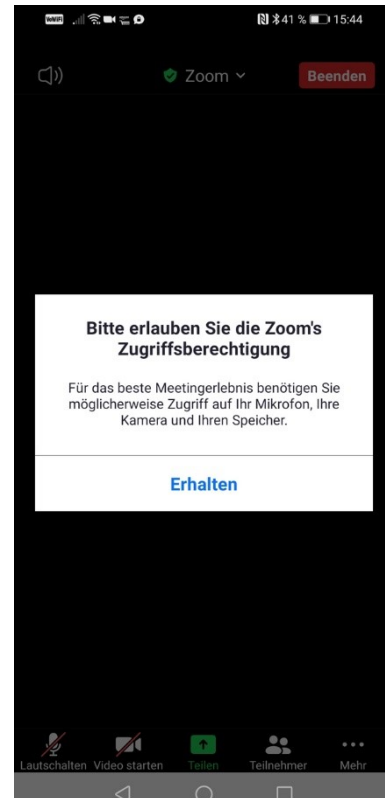 VoWiFi
41 % 15:44
Zoom
Beenden
Bitte erlauben Sie die Zoom's
Zugriffsberechtigung
Für das beste Meetingerlebnis benötigen Sie
möglicherweise Zugriff auf Ihr Mikrofon, Ihre
Kamera und Ihren Speicher.
Erhalten
Lautschalten Video starten Teilen Teilnehmer Mehr